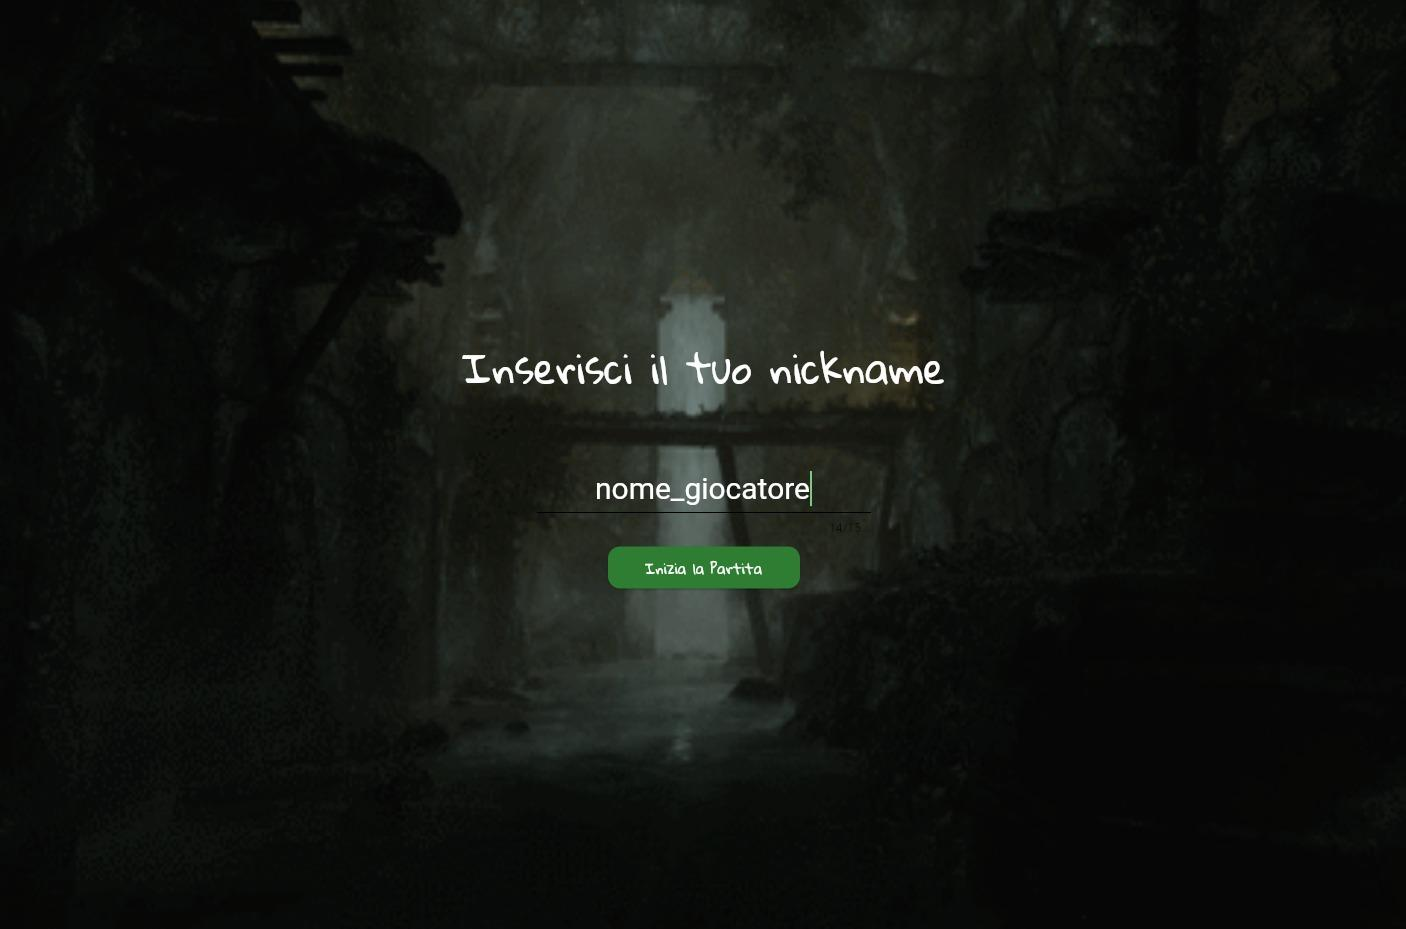 Inserisci il tuo nickname
nome_giocatore
14/15
Inizia la Partita